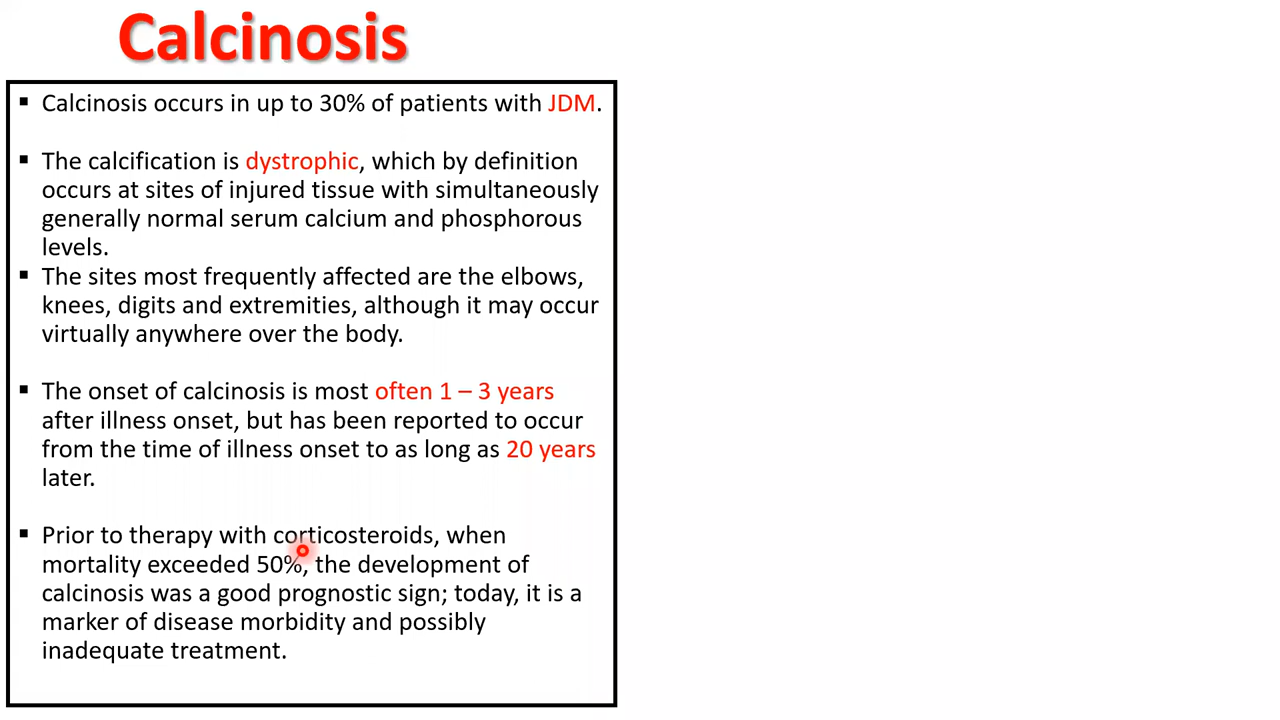 Calcinosis
▪ Calcinosis occurs in up to 30% of patients with JDM.
▪ The calcification is dystrophic, which by definition
occurs at sites of injured tissue with simultaneously
generally normal serum calcium and phosphorous
levels.
▪ The sites most frequently affected are the elbows,
knees, digits and extremities, although it may occur
virtually anywhere over the body.
▪ The onset of calcinosis is most often 1 – 3 years
after illness onset, but has been reported to occur
from the time of illness onset to as long as 20 years
later.
▪ Prior to therapy with corticosteroids, when
mortality exceeded 50%, the development of
calcinosis was a good prognostic sign; today, it is a
marker of disease morbidity and possibly
inadequate treatment.